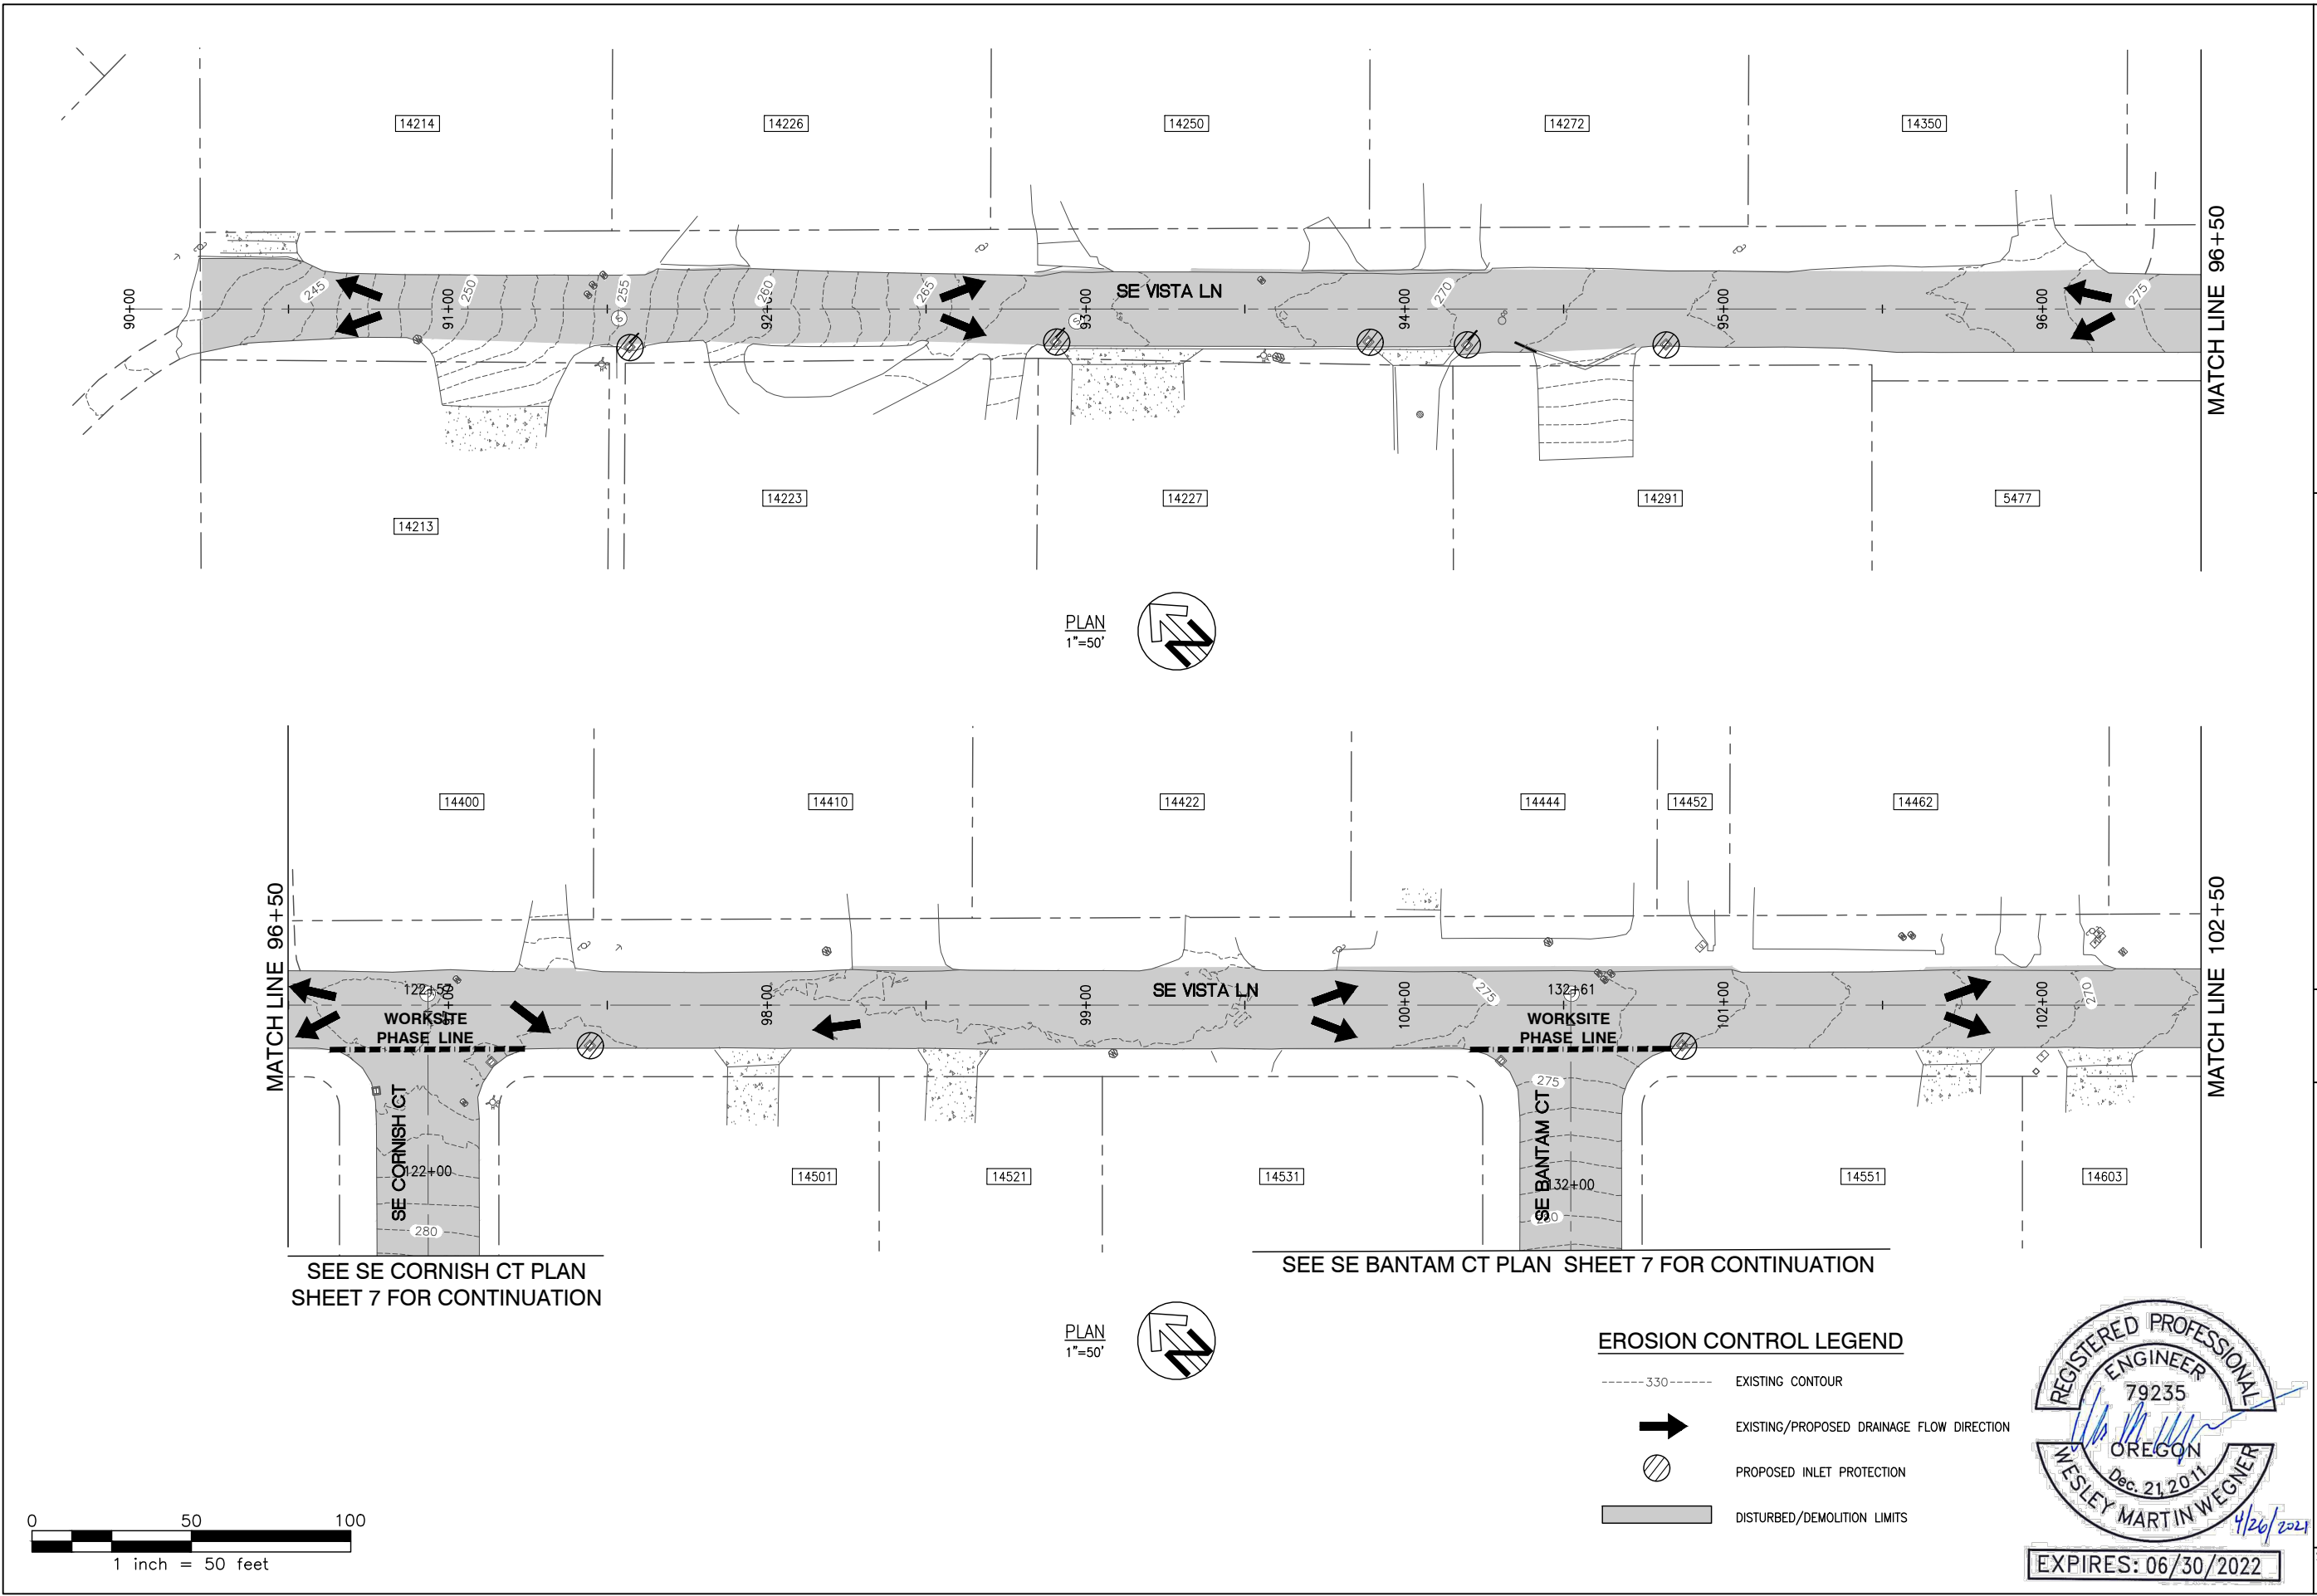 14214
14226
14250
14272
14350
MATCH LINE 96+50
90+00
245
91+00
250
255
92+00
260
265
93+00
SE VISTA LN
94+00
270
95+00
96+00
275
14213
14223
14227
14291
5477
PLAN
1"=50'
14400
14410
14422
14444
14452
14462
MATCH LINE 96+50
MATCH LINE 102+50
122+59
97+00
WORKSITE
PHASE LINE
98+00
99+00
SE VISTA LN
100+00
275
132+61
WORKSITE
PHASE LINE
101+00
102+00
270
SE CORNISH CT
122+00
280
275
SE BANTAM CT
132+00
280
14501
14521
14531
14551
14603
SEE SE CORNISH CT PLAN
SHEET 7 FOR CONTINUATION
SEE SE BANTAM CT PLAN SHEET 7 FOR CONTINUATION
PLAN
1"=50'
EROSION CONTROL LEGEND
330
EXISTING CONTOUR
EXISTING/PROPOSED DRAINAGE FLOW DIRECTION
PROPOSED INLET PROTECTION
DISTURBED/DEMOLITION LIMITS
REGISTERED PROFESSIONAL
ENGINEER
79235
OREGON
Dec. 21, 2011
WESLEY MARTIN WEGNER
4/26/2021
EXPIRES: 06/30/2022
0 50 100
1 inch = 50 feet